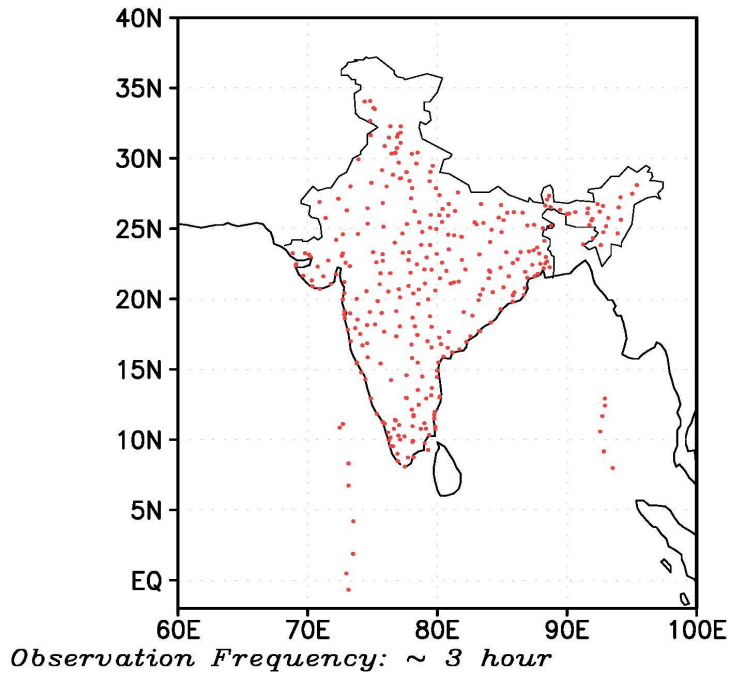 40N
35N
30N
25N
20N
15N
10N
5N
EQ
60E 70E 80E 90E 100E
Observation Frequency: ~ 3 hour